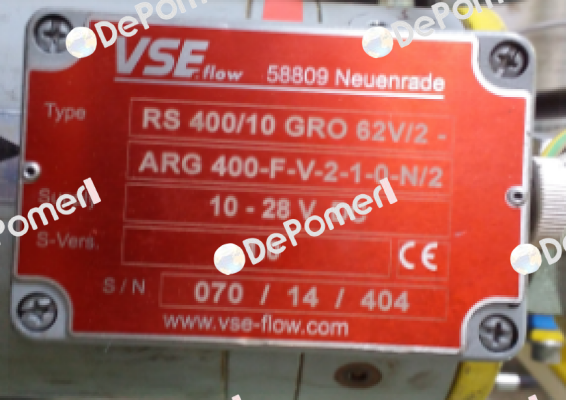 VSE.flow 58809 Neuenrade
Type RS 400/10 GRO 62V/2 -
ARG 400-F-V-2-1-0-N/2
10 - 28 V
S-Vers.
CE
S / N 070 / 14 / 404
www.vse-flow.com
DePomerl
DePomerl
DePomerl
DePomerl
DePomerl